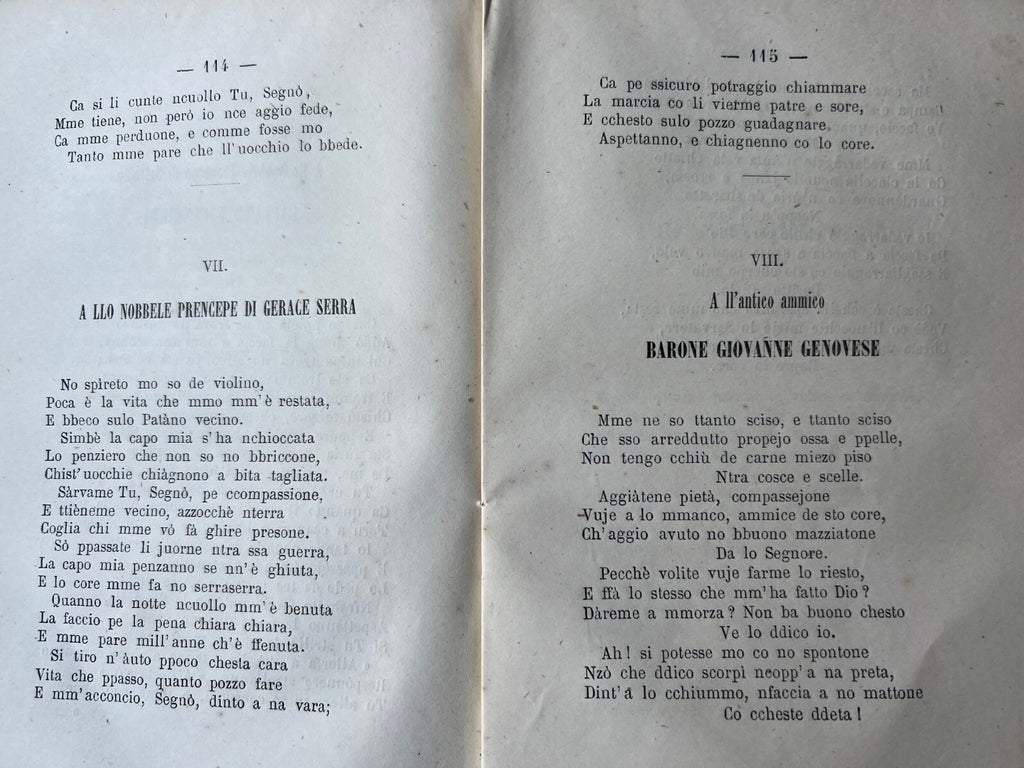 — 114 —
Ca si li cunte ncuollo Tu, Segnò,
Mme tiene, non però io nce aggio fede,
Ca mme perduone, e comme fosse mo
Tanto mme pare che ll'uocchio lo bbede.
VII.
A LLO NOBBELE PRENCEPE DI GERACE SERRA
No spìreto mo so de violino,
Poca è la vita che mmo mm'è restata,
E bbeco sulo Patàno vecino.
Simbè la capo mia s'ha nchioccata
Lo penziero che non so no bbriccone,
Chist'uocchie chiàgnono a bita tagliata.
Sàrvame Tu, Segnò, pe ccompassione,
E ttièneme vecino, azzocchè nterra
Coglia chi mme vò fà ghire presone.
Sò ppassate li juorne ntra ssa guerra,
La capo mia penzanno se nn'è ghiuta,
E lo core mme fa no serraserra.
Quanno la notte ncuollo mm'è benuta
La faccio pe la pena chiara chiara,
E mme pare mill'anne ch'è ffenuta.
Si tiro n'àuto ppoco chesta cara
Vita che ppasso, quanto pozzo fare
E mm'acconcio, Segnò, dinto a na vara;
— 115 —
Ca pe ssicuro potraggio chiammare
La marcia co li vierme patre e sore,
E cchesto sulo pozzo guadagnare,
Aspettanno, e chiagnenno co lo core.
VIII.
A ll'antico ammico
BARONE GIOVANNE GENOVESE
Mme ne so ttanto sciso, e ttanto sciso
Che sso arreddutto propejo ossa e ppelle,
Non tengo cchiù de carne miezo piso
Ntra cosce e scelle.
Aggiàtene pietà, compassejone
Vuje a lo mmanco, ammice de sto core,
Ch'aggio avuto no bbuono mazziatone
Da lo Segnore.
Pecchè volite vuje farme lo riesto,
E ffà lo stesso che mm'ha fatto Dio?
Dàreme a mmorza? Non ba buono chesto
Ve lo ddico io.
Ah! si potesse mo co no spontone
Nzò che ddico scorpì ncopp'a na preta,
Dint'a lo cchiummo, nfaccia a no mattone
Co ccheste ddeta!